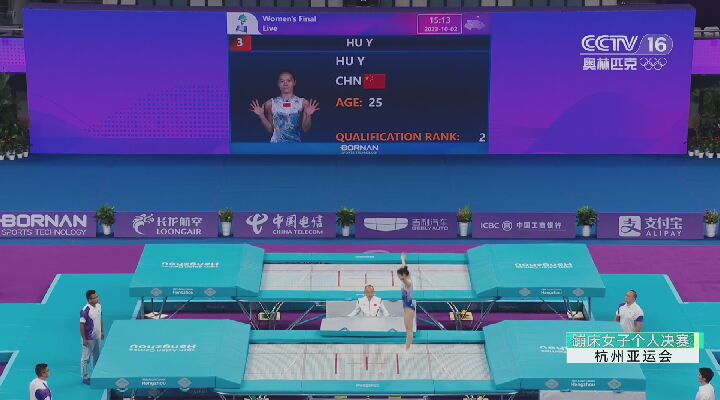 Women's Final
Live
15:13
2023-10-02
3 HU Y
HU Y
CHN
AGE: 25
QUALIFICATION RANK: 2
BORNAN
SPORTS TECHNOLOGY
CCTV 16
奥林匹克
BORNAN
SPORTS TECHNOLOGY
长龙航空
LOONGAIR
中国电信
CHINA TELECOM
吉利汽车
GEELY AUTO
ICBC 中国工商银行
支付宝
ALIPAY
Hangzhou
Hangzhou
Hangzhou
Hangzhou
蹦床女子个人决赛
杭州亚运会